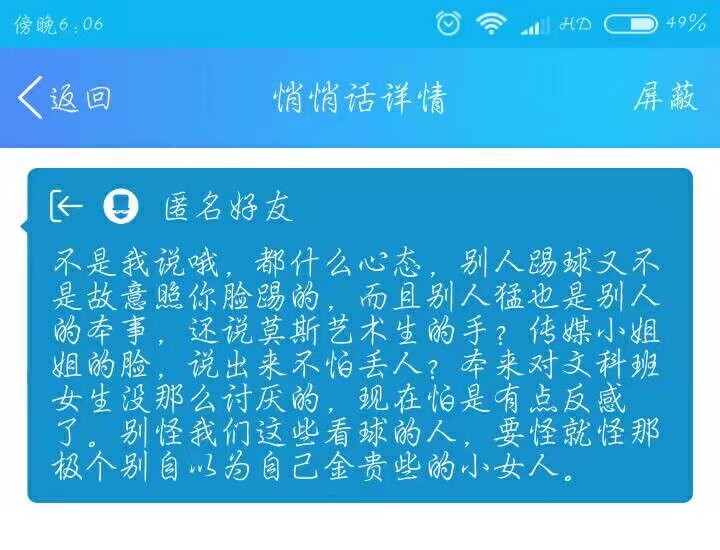 傍晚6:06
HD
49%
返回
悄悄话详情
屏蔽
匿名好友
不是我说哦，都什么心态，别人踢球又不
是故意照你脸踢的，而且别人猛也是别人
的本事，还说莫斯艺术生的手？传媒小姐
姐的脸，说出来不怕丢人？本来对文科班
女生没那么讨厌的，现在怕是有点反感
了。别怪我们这些看球的人，要怪就怪那
极个别自以为自己金贵些的小女人。